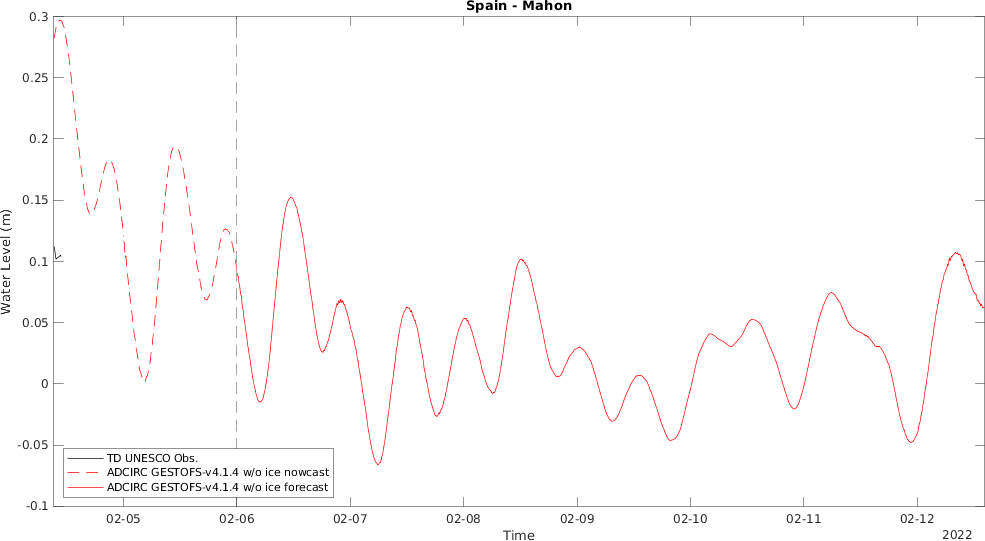 Spain - Mahon
0.3
0.25
0.2
0.15
0.1
0.05
0
-0.05
-0.1
Water Level (m)
TD UNESCO Obs.
ADCIRC GESTOFS-v4.1.4 w/o ice nowcast
ADCIRC GESTOFS-v4.1.4 w/o ice forecast
02-05 02-06 02-07 02-08 02-09 02-10 02-11 02-12
Time
2022